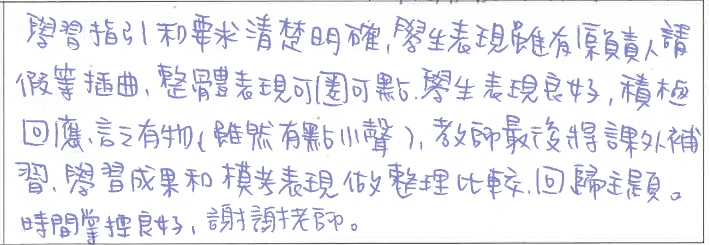 學習指引和要求清楚明確,學生表現雖有原負責人請
假等插曲、整體表現可圈可點.學生表現良好,積極
回應、言之有物(雖然有點小聲),教師最後將課外補
習、學習成果和模考表現做整理比較、回歸主題。
時間掌控良好,謝謝老師。